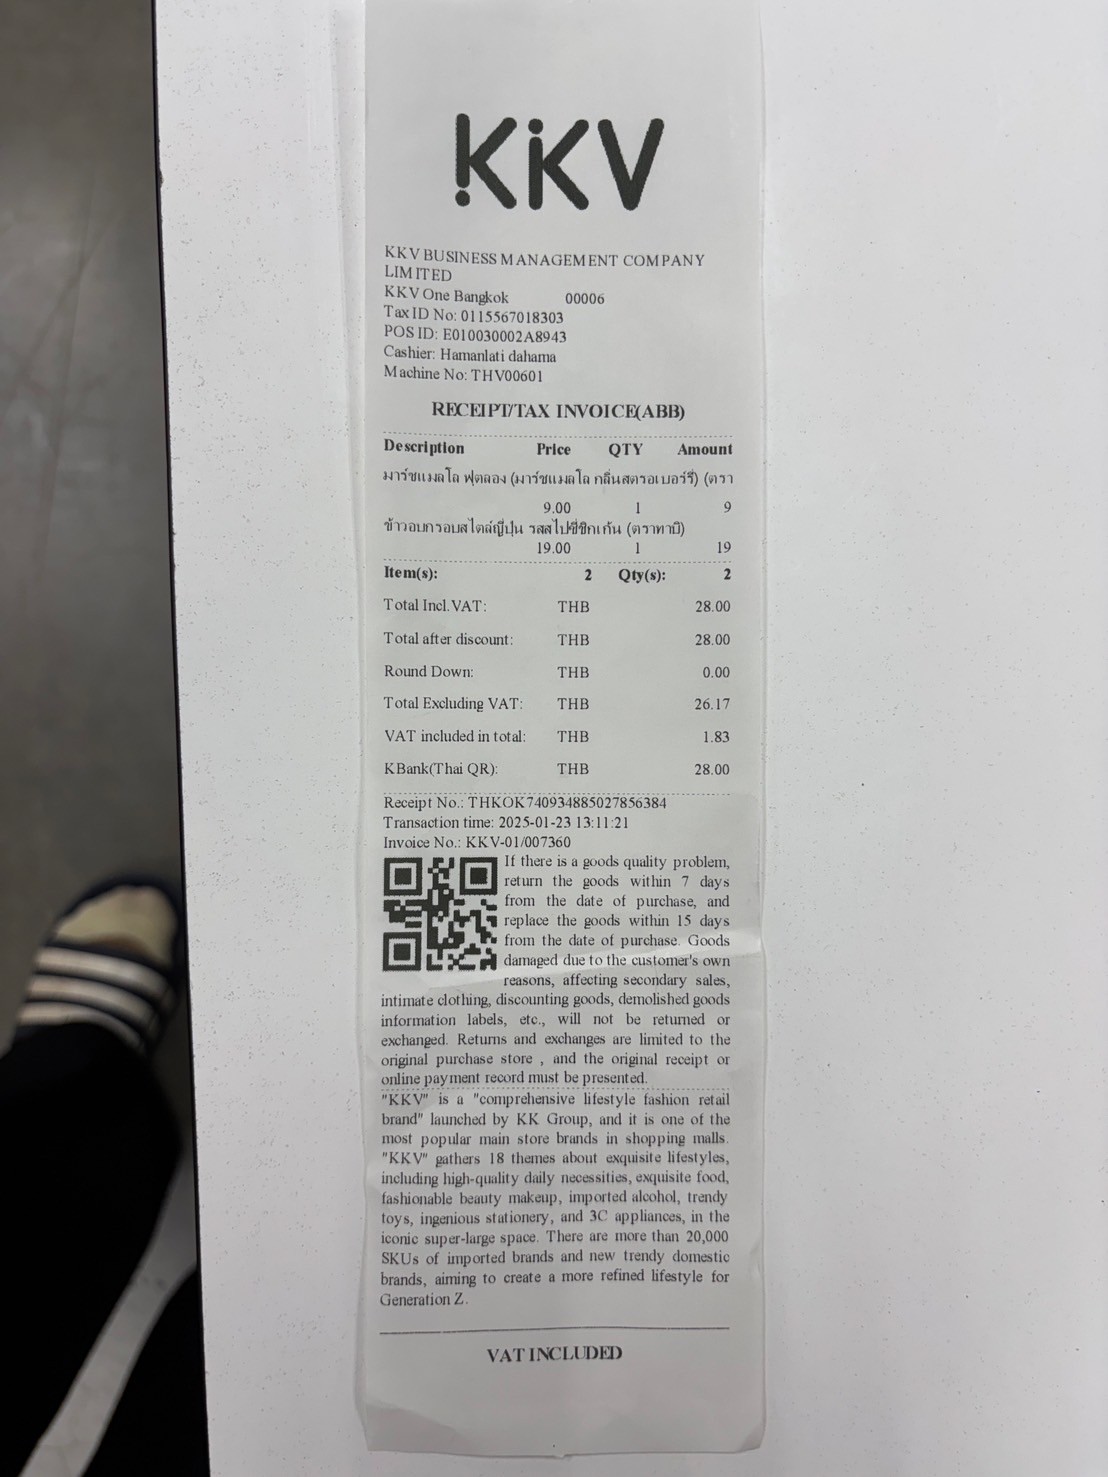 KKV
KKV BUSINESS MANAGEMENT COMPANY
LIMITED
KKV One Bangkok 00006
Tax ID No: 0115567018303
POS ID: E010030002A8943
Cashier: Hamanlati dahama
Machine No: THV00601
RECEIPT/TAX INVOICE(ABB)
Description Price QTY Amount
มาร์ชแมลโล ฟุตลอง (มาร์ชแมลโล กลิ่นสตรอเบอร์รี่) (ตรา
9.00 1 9
ข้าวอบกรอบสไตล์ญี่ปุ่น รสสไปซี่ชิกเก้น (ตราทามิ)
19.00 1 19
Item(s): 2 Qty(s): 2
Total Incl.VAT: THB 28.00
Total after discount: THB 28.00
Round Down: THB 0.00
Total Excluding VAT: THB 26.17
VAT included in total: THB 1.83
KBank(Thai QR): THB 28.00
Receipt No.: THKOK740934885027856384
Transaction time: 2025-01-23 13:11:21
Invoice No.: KKV-01/007360
If there is a goods quality problem,
return the goods within 7 days
from the date of purchase, and
replace the goods within 15 days
from the date of purchase. Goods
damaged due to the customer's own
reasons, affecting secondary sales,
intimate clothing, discounting goods, demolished goods
information labels, etc., will not be returned or
exchanged. Returns and exchanges are limited to the
original purchase store , and the original receipt or
online payment record must be presented.
"KKV" is a "comprehensive lifestyle fashion retail
brand" launched by KK Group, and it is one of the
most popular main store brands in shopping malls.
"KKV" gathers 18 themes about exquisite lifestyles,
including high-quality daily necessities, exquisite food,
fashionable beauty makeup, imported alcohol, trendy
toys, ingenious stationery, and 3C appliances, in the
iconic super-large space. There are more than 20,000
SKUs of imported brands and new trendy domestic
brands, aiming to create a more refined lifestyle for
Generation Z.
VAT INCLUDED